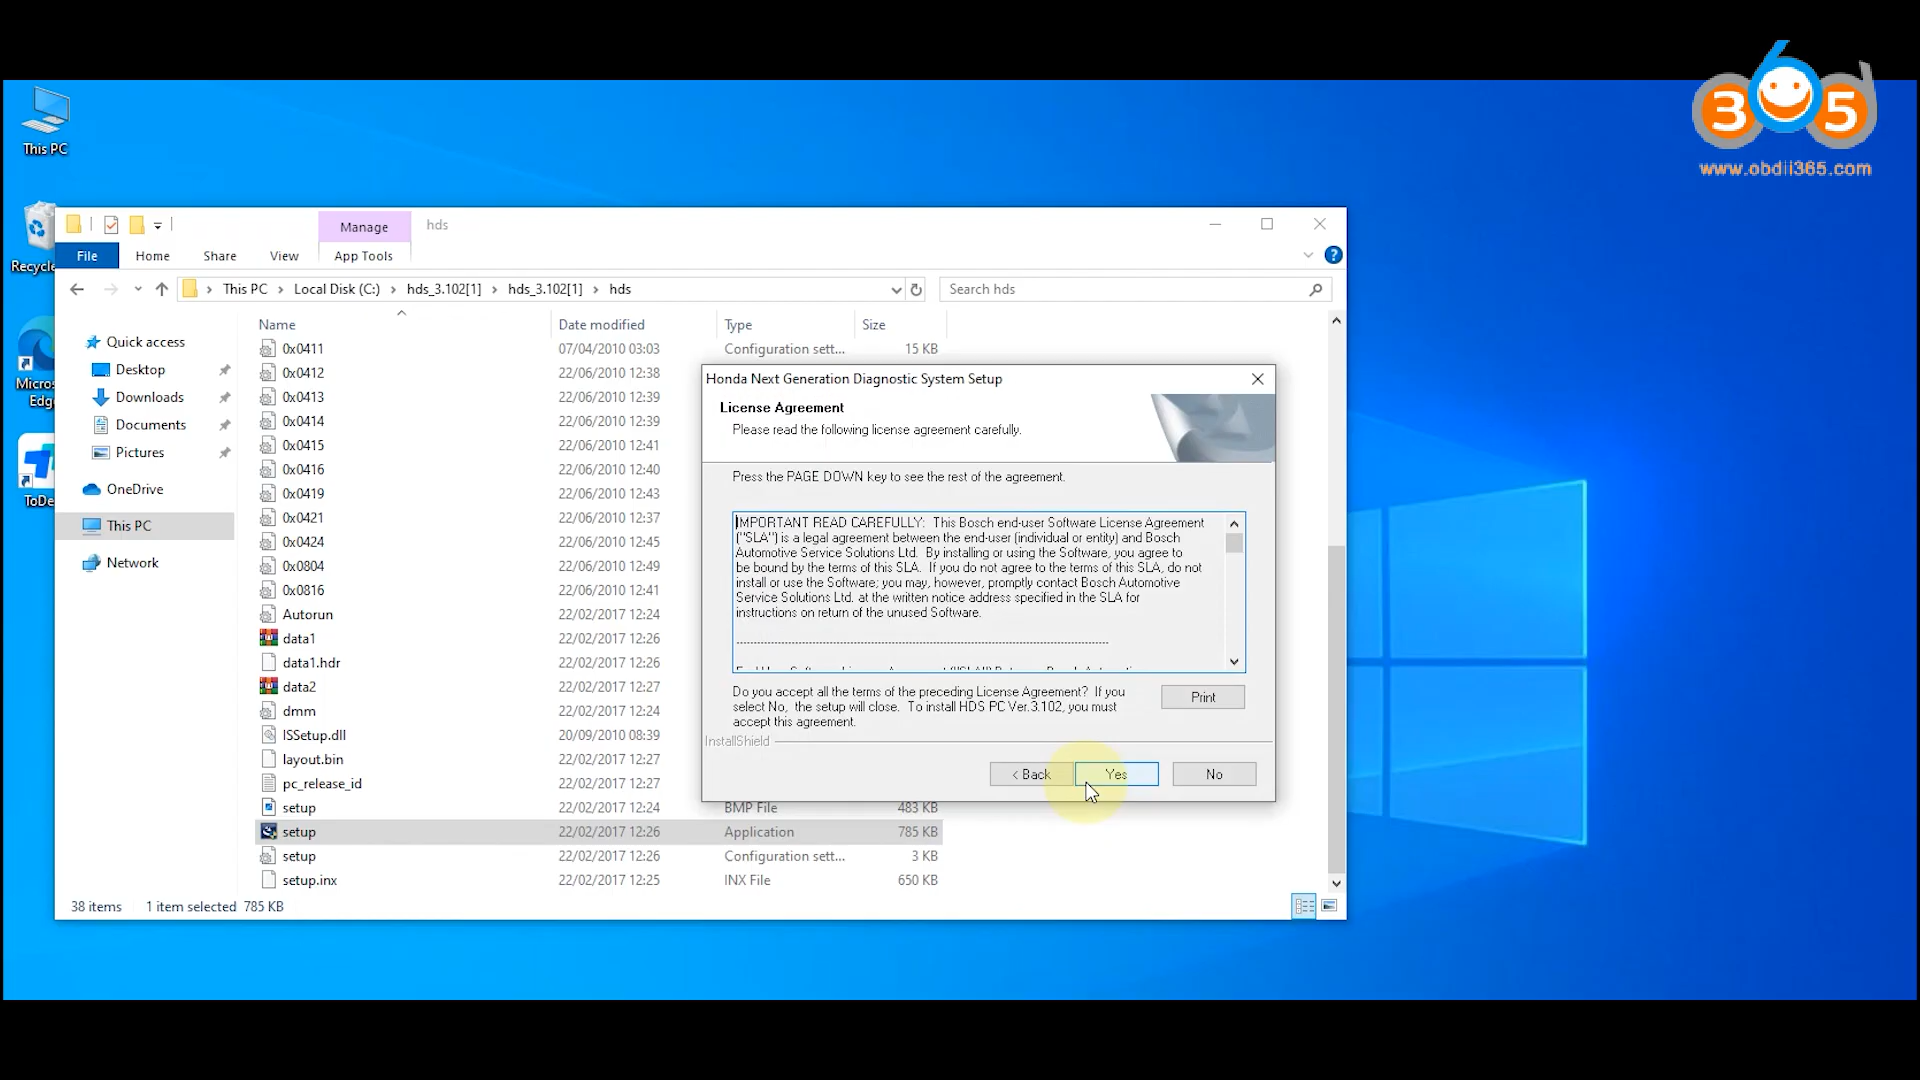 365
www.obdii365.com
This PC
Recycle
Micros
Edg
ToDe
Manage
hds
File
Home
Share
View
App Tools
This PC > Local Disk (C:) > hds_3.102[1] > hds_3.102[1] > hds
Search hds
Quick access
Desktop
Downloads
Documents
Pictures
OneDrive
This PC
Network
Name Date modified Type Size
0x0411 07/04/2010 03:03 Configuration sett... 15 KB
0x0412 22/06/2010 12:38
0x0413 22/06/2010 12:39
0x0414 22/06/2010 12:39
0x0415 22/06/2010 12:41
0x0416 22/06/2010 12:40
0x0419 22/06/2010 12:43
0x0421 22/06/2010 12:37
0x0424 22/06/2010 12:45
0x0804 22/06/2010 12:49
0x0816 22/06/2010 12:41
Autorun 22/02/2017 12:24
data1 22/02/2017 12:26
data1.hdr 22/02/2017 12:26
data2 22/02/2017 12:27
dmm 22/02/2017 12:24
ISSetup.dll 20/09/2010 08:39
layout.bin 22/02/2017 12:27
pc_release_id 22/02/2017 12:27
setup 22/02/2017 12:24 BMP File 483 KB
setup 22/02/2017 12:26 Application 785 KB
setup 22/02/2017 12:26 Configuration sett... 3 KB
setup.inx 22/02/2017 12:25 INX File 650 KB
38 items 1 item selected 785 KB
Honda Next Generation Diagnostic System Setup
License Agreement
Please read the following license agreement carefully.
Press the PAGE DOWN key to see the rest of the agreement.
IMPORTANT READ CAREFULLY: This Bosch end-user Software License Agreement
("SLA") is a legal agreement between the end-user (individual or entity) and Bosch
Automotive Service Solutions Ltd. By installing or using the Software, you agree to
be bound by the terms of this SLA. If you do not agree to the terms of this SLA, do not
install or use the Software; you may, however, promptly contact Bosch Automotive
Service Solutions Ltd. at the written notice address specified in the SLA for
instructions on return of the unused Software.
Do you accept all the terms of the preceding License Agreement? If you
select No, the setup will close. To install HDS PC Ver.3.102, you must
accept this agreement.
Print
InstallShield
< Back
Yes
No